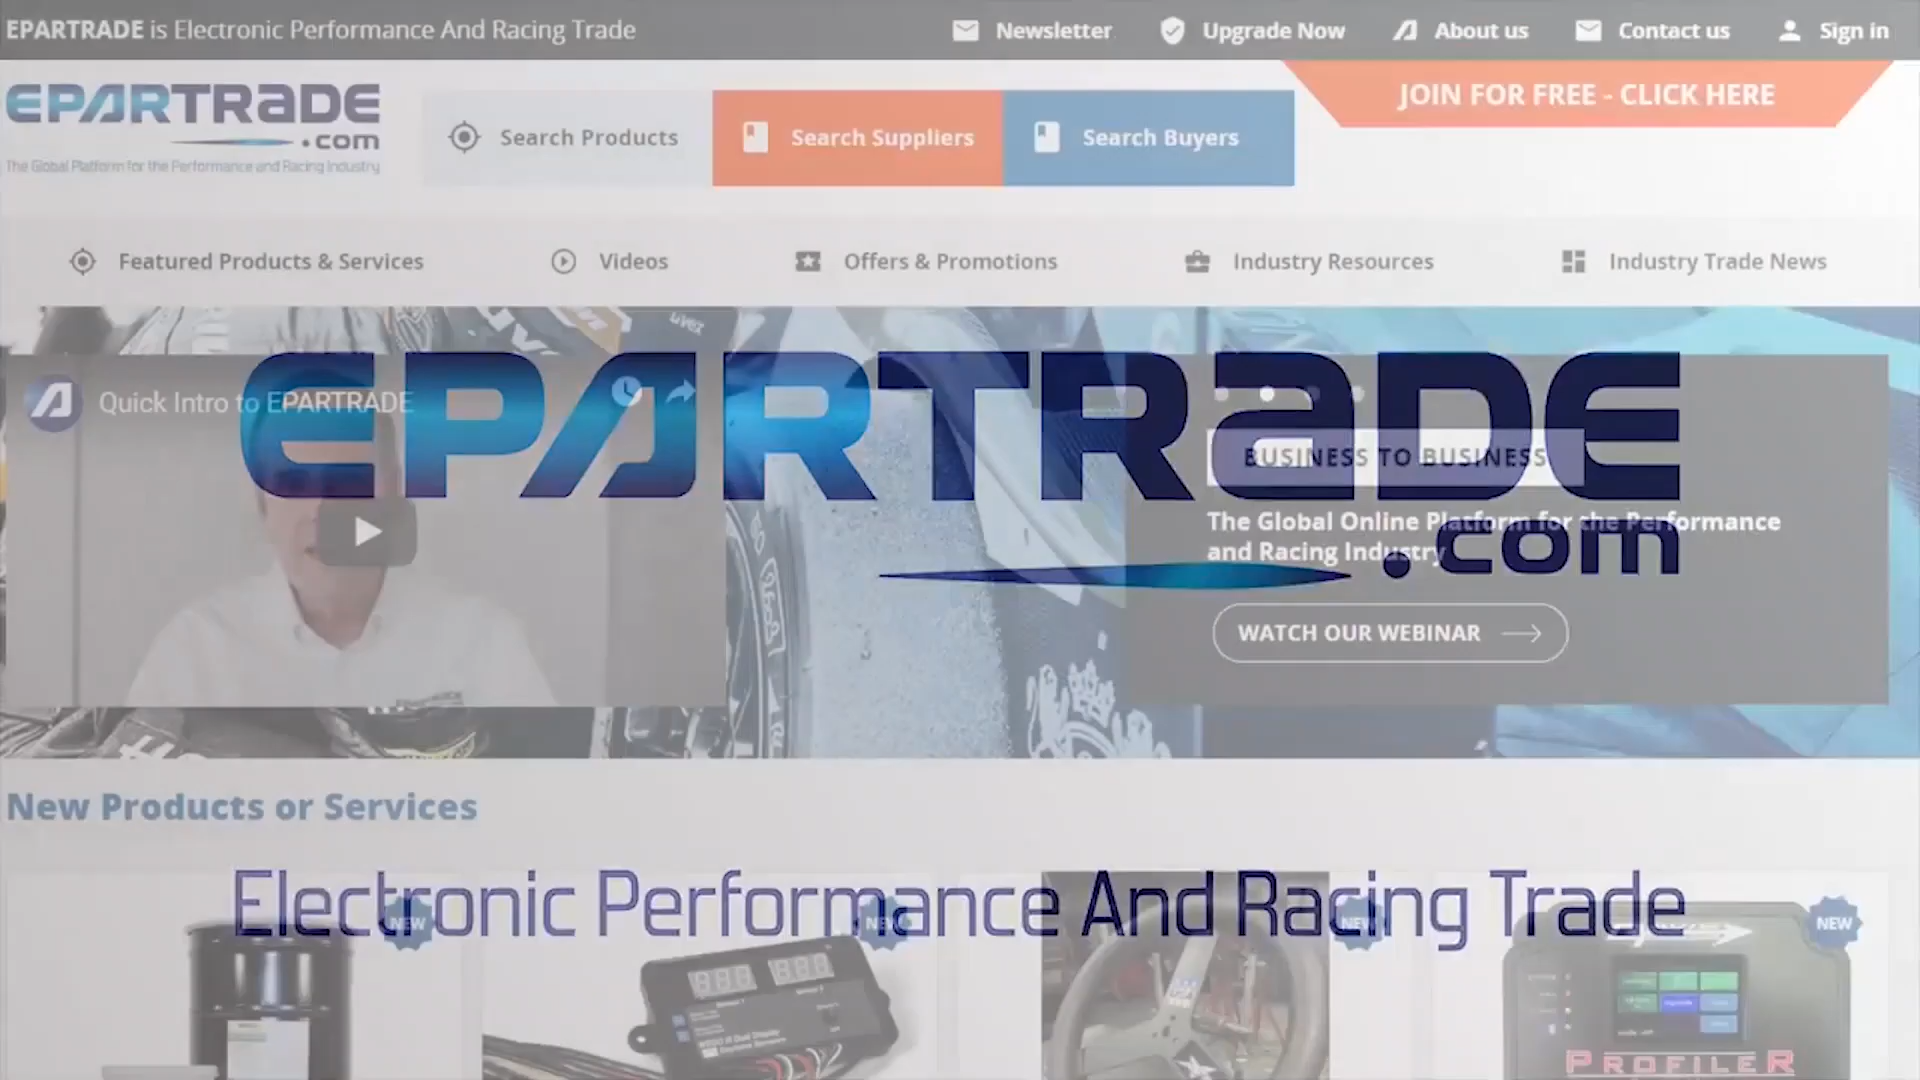 EPARTRADE is Electronic Performance And Racing Trade
Newsletter
Upgrade Now
About us
Contact us
Sign in
EPARTRADE
.com
The Global Platform for the Performance and Racing Industry
Search Products
Search Suppliers
Search Buyers
JOIN FOR FREE - CLICK HERE
Featured Products & Services
Videos
Offers & Promotions
Industry Resources
Industry Trade News
uvex
Quick Intro to EPARTRADE
EPARTRADE
.com
BUSINESS TO BUSINESS
The Global Online Platform for the Performance
and Racing Industry
WATCH OUR WEBINAR
New Products or Services
Electronic Performance And Racing Trade
NEW
NEW
NEW
NEW
PROFILER